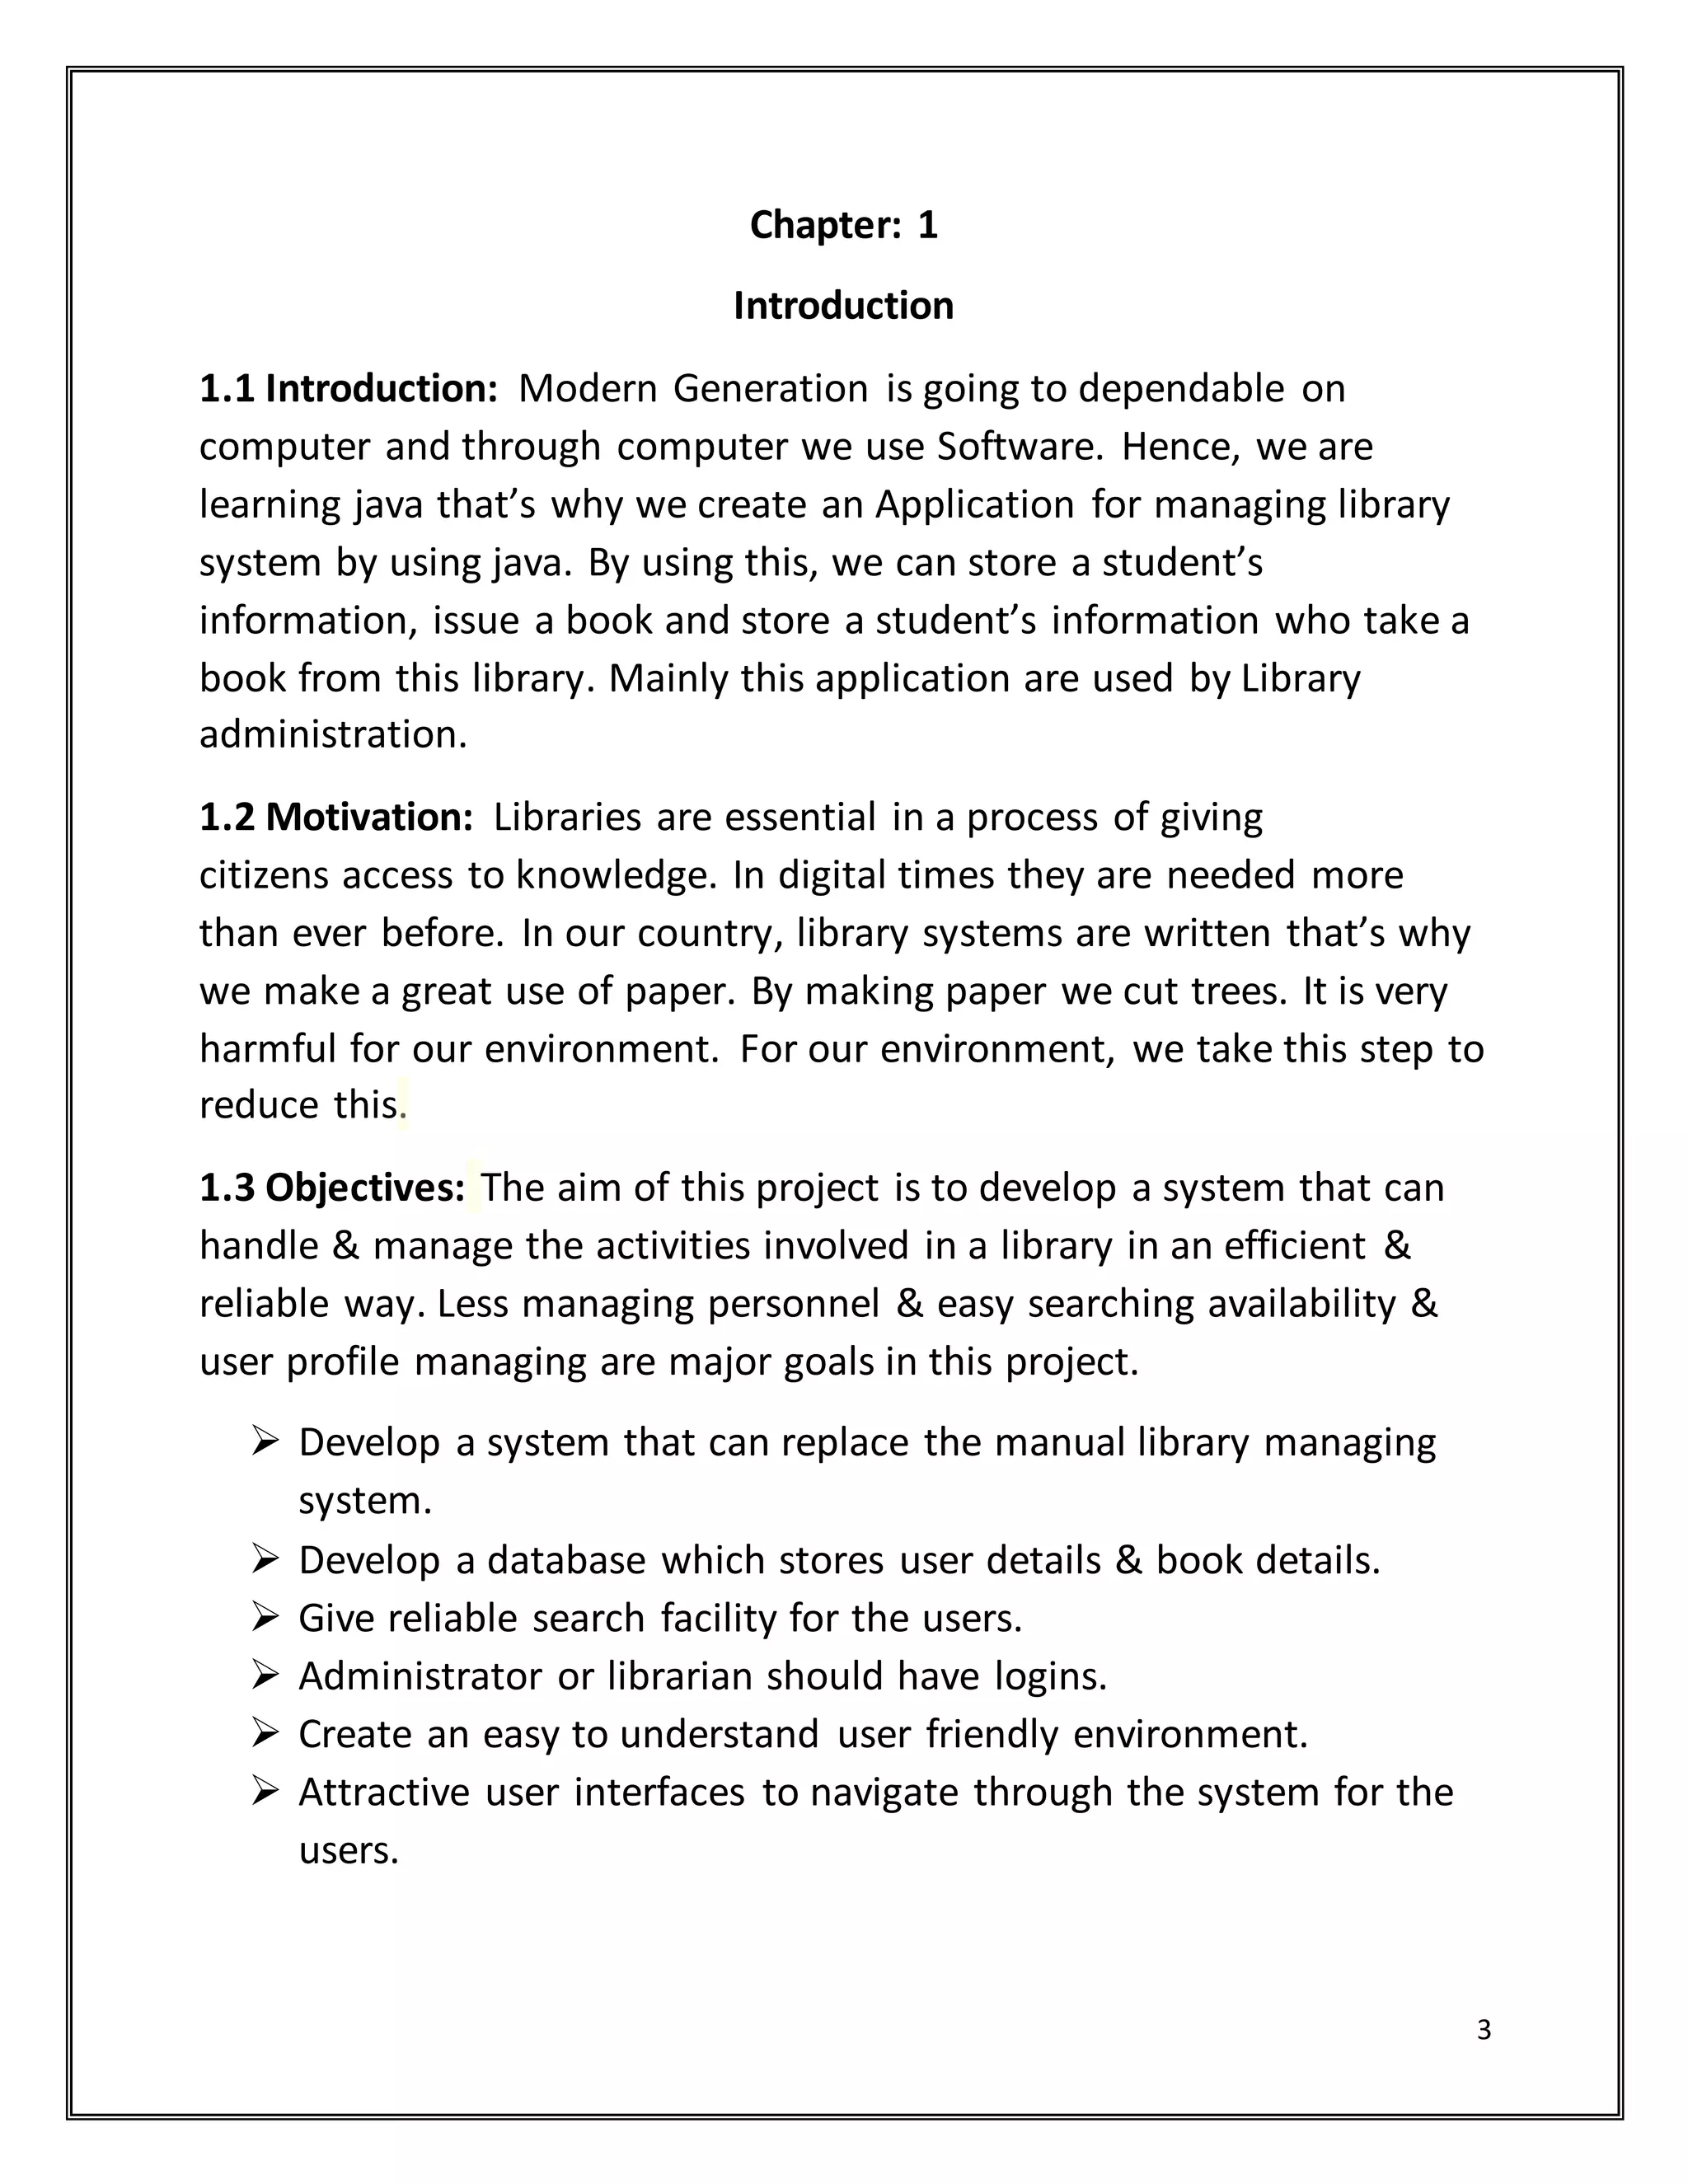 Chapter: 1
Introduction
1.1 Introduction: Modern Generation is going to dependable on
computer and through computer we use Software. Hence, we are
learning java that’s why we create an Application for managing library
system by using java. By using this, we can store a student’s
information, issue a book and store a student’s information who take a
book from this library. Mainly this application are used by Library
administration.
1.2 Motivation: Libraries are essential in a process of giving
citizens access to knowledge. In digital times they are needed more
than ever before. In our country, library systems are written that’s why
we make a great use of paper. By making paper we cut trees. It is very
harmful for our environment. For our environment, we take this step to
reduce this.
1.3 Objectives: The aim of this project is to develop a system that can
handle & manage the activities involved in a library in an efficient &
reliable way. Less managing personnel & easy searching availability &
user profile managing are major goals in this project.
➢ Develop a system that can replace the manual library managing
system.
➢ Develop a database which stores user details & book details.
➢ Give reliable search facility for the users.
➢ Administrator or librarian should have logins.
➢ Create an easy to understand user friendly environment.
➢ Attractive user interfaces to navigate through the system for the
users.
3